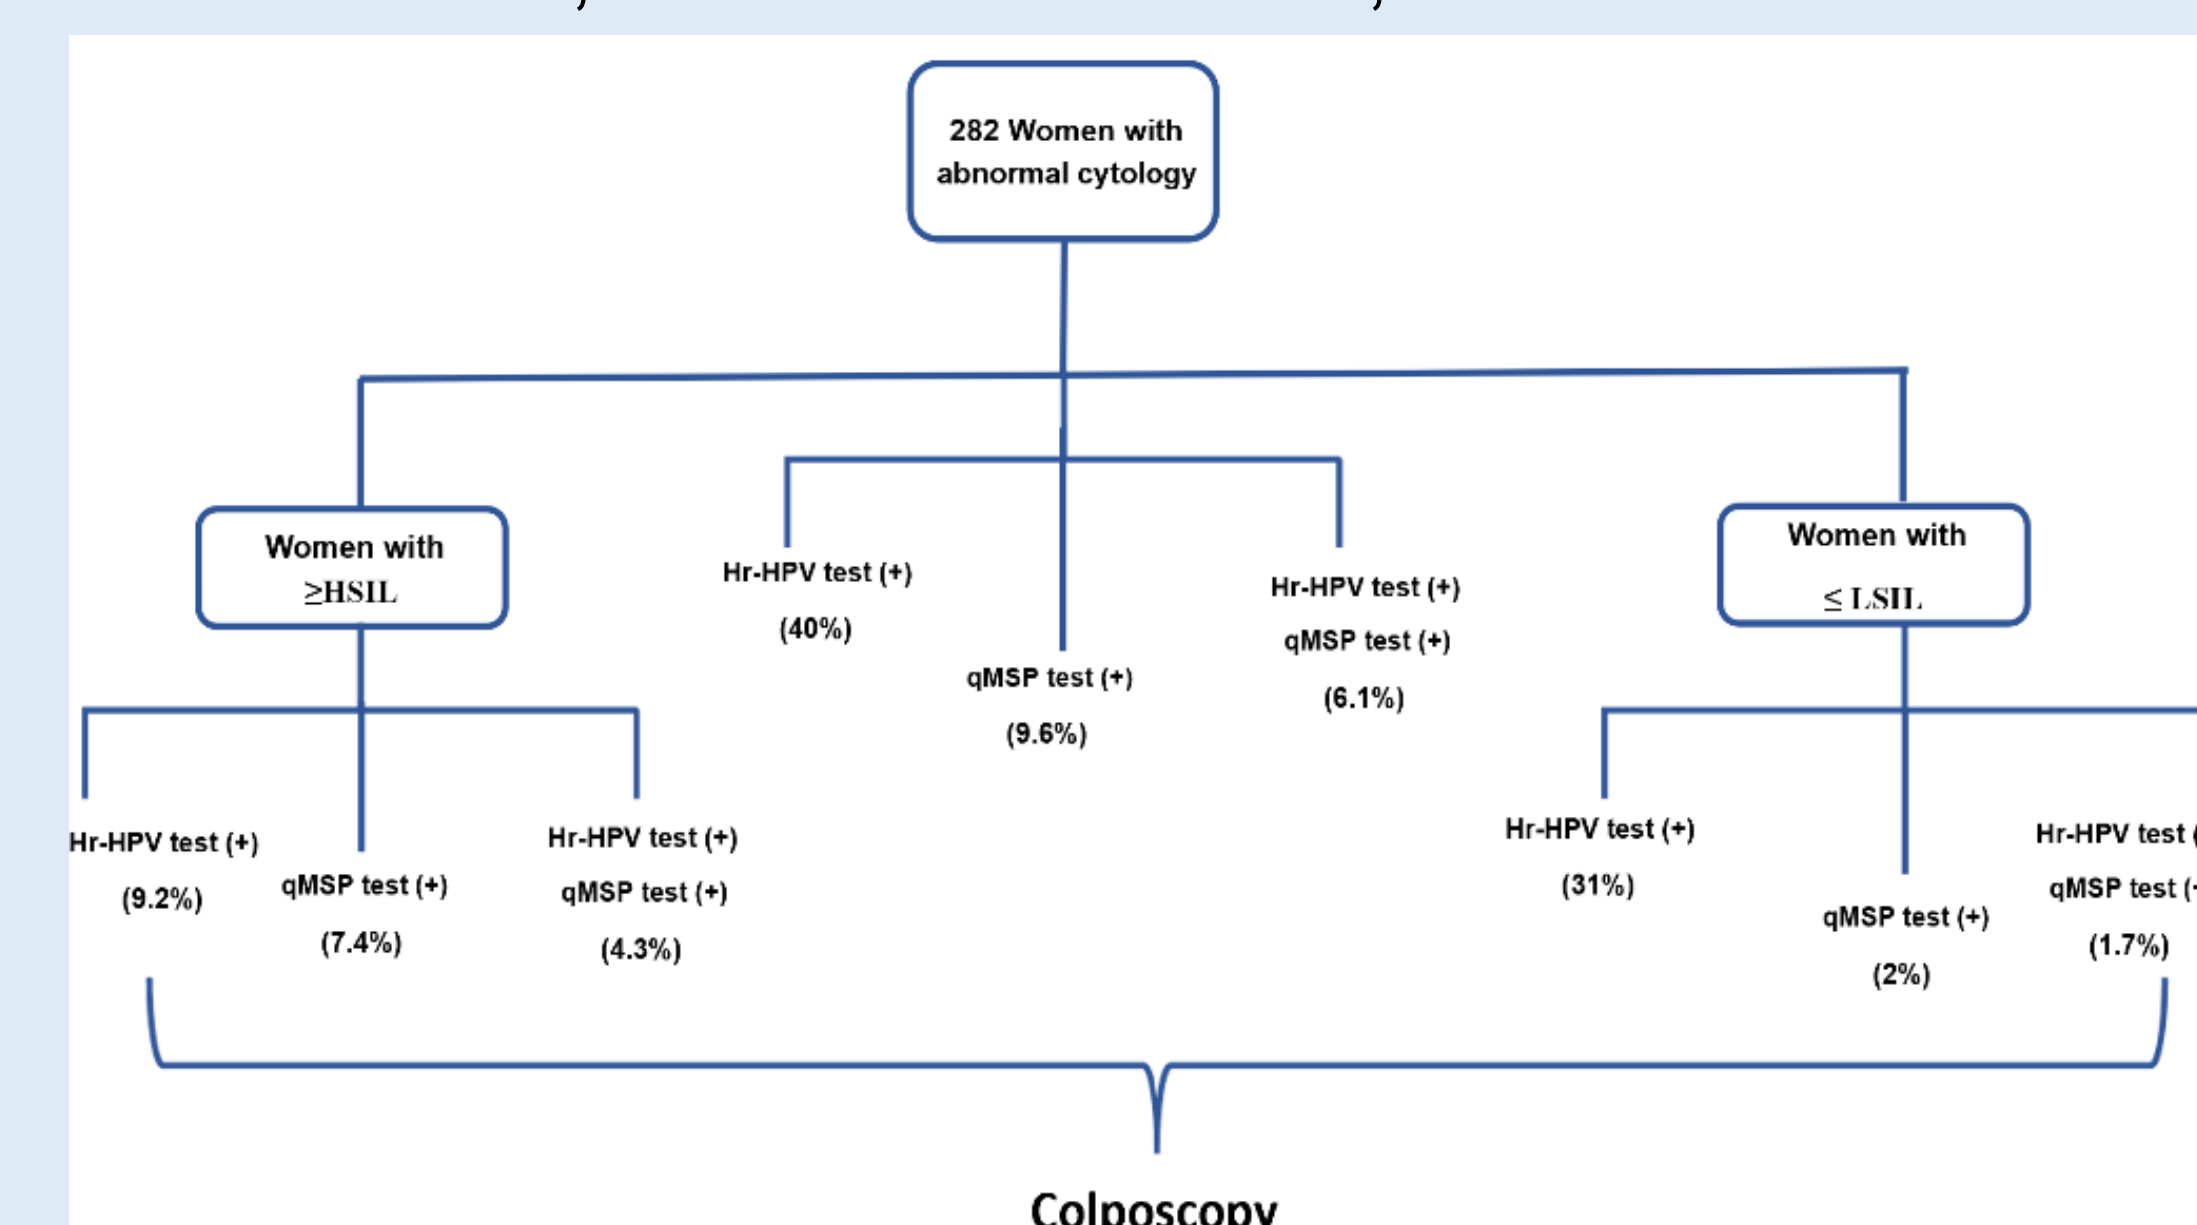 282 Women with
abnormal cytology
Women with
≥HSIL
Hr-HPV test (+)
(9.2%)
qMSP test (+)
(7.4%)
Hr-HPV test (+)
qMSP test (+)
(4.3%)
Hr-HPV test (+)
(40%)
qMSP test (+)
(9.6%)
Hr-HPV test (+)
qMSP test (+)
(6.1%)
Women with
≤ LSIL
Hr-HPV test (+)
(31%)
qMSP test (+)
(2%)
Hr-HPV test (
qMSP test (
(1.7%)
Colposcopy